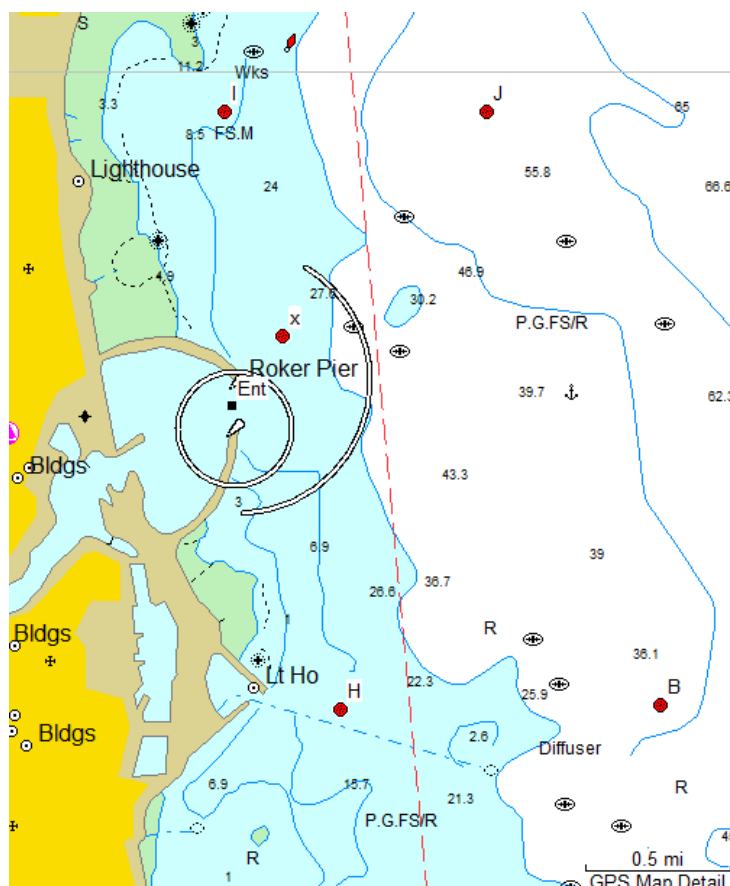 S
3
11.2
Wks
I
J
3.3
8.5
FS.M
65
Lighthouse
55.8
24
66.6
4.9
46.9
27.6
30.2
x
P.G.FS/R
Roker Pier
Ent
39.7
62.3
Bldgs
43.3
3
6.9
39
36.7
26.6
1
R
Bldgs
36.1
Lt Ho
22.3
H
25.9
B
Bldgs
2.6
Diffuser
6.9
15.7
21.3
R
P.G.FS/R
R
0.5 mi
1
GPS Map Detail